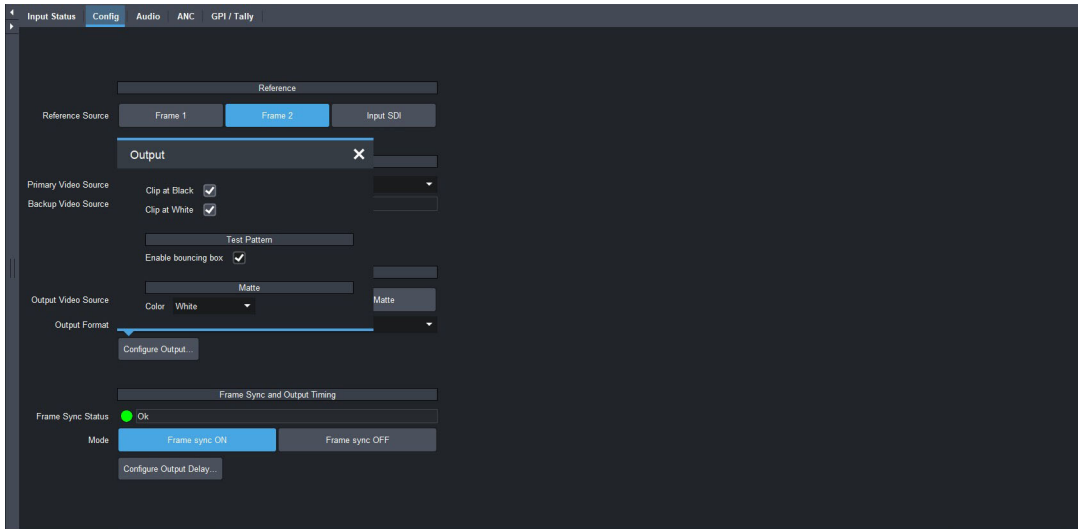 Input Status Config Audio ANC GPI / Tally
Reference
Reference Source Frame 1 Frame 2 Input SDI
Output
Primary Video Source
Clip at Black
Backup Video Source
Clip at White
Test Pattern
Enable bouncing box
Matte
Output Video Source Matte
Color White
Output Format
Configure Output...
Frame Sync and Output Timing
Frame Sync Status Ok
Mode Frame sync ON Frame sync OFF
Configure Output Delay...